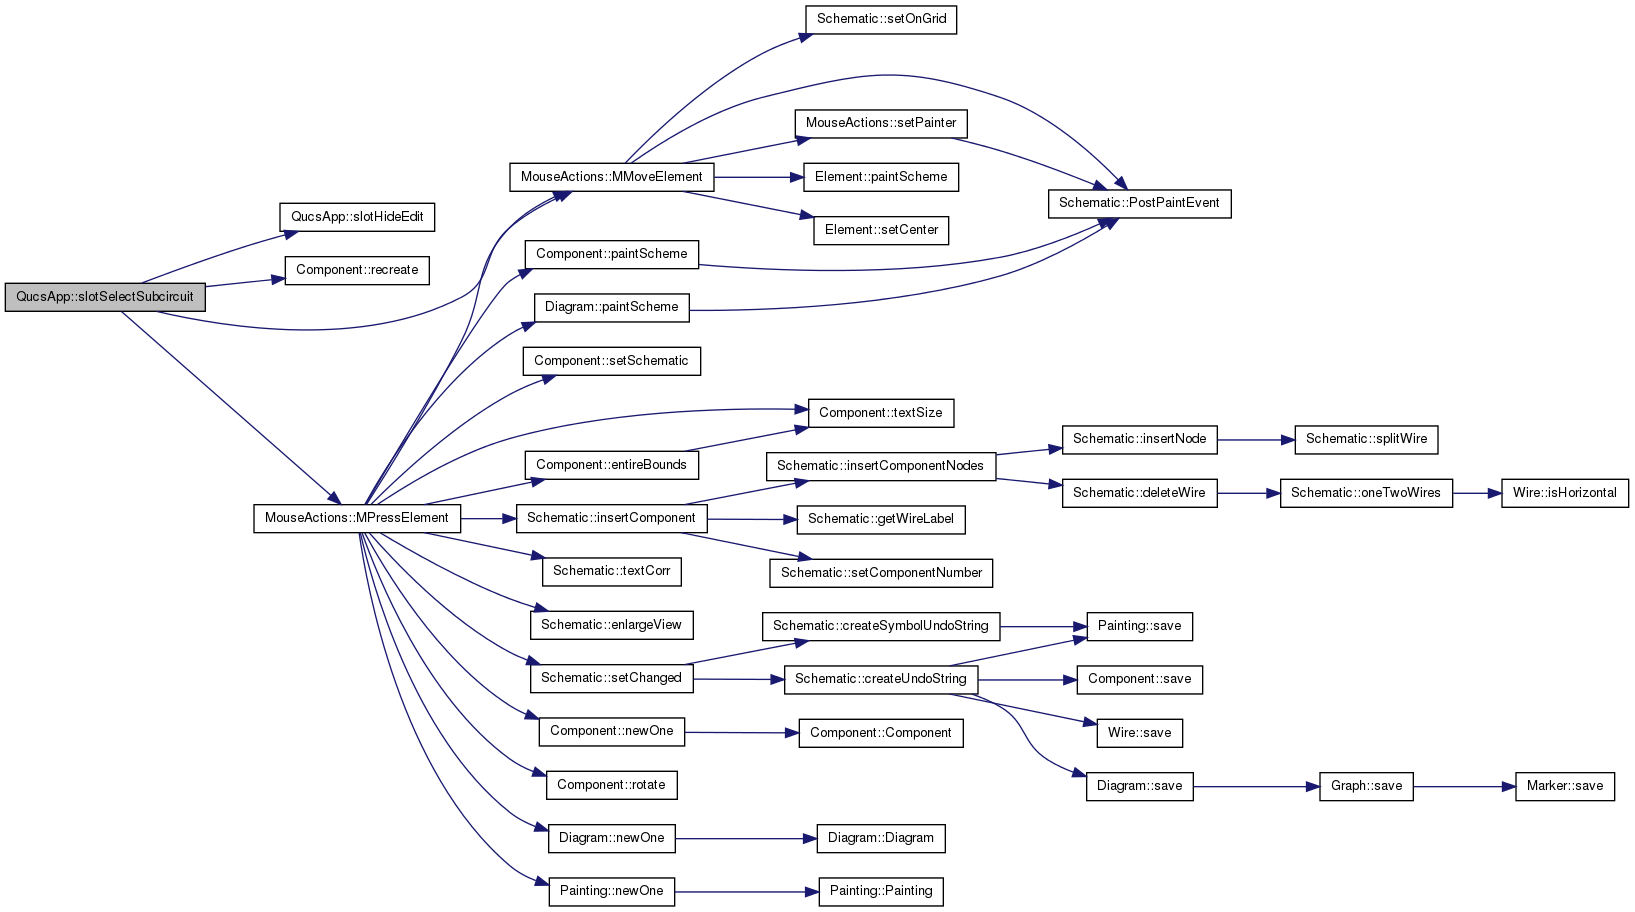 QucsApp::slotSelectSubcircuit
QucsApp::slotHideEdit
Component::recreate
MouseActions::MPressElement
MouseActions::MMoveElement
Component::paintScheme
Diagram::paintScheme
Component::setSchematic
Component::entireBounds
Schematic::insertComponent
Schematic::textCorr
Schematic::enlargeView
Schematic::setChanged
Component::newOne
Component::rotate
Diagram::newOne
Painting::newOne
Schematic::setOnGrid
MouseActions::setPainter
Element::paintScheme
Element::setCenter
Component::textSize
Schematic::insertComponentNodes
Schematic::getWireLabel
Schematic::setComponentNumber
Schematic::createSymbolUndoString
Schematic::createUndoString
Component::Component
Diagram::Diagram
Painting::Painting
Schematic::PostPaintEvent
Schematic::insertNode
Schematic::deleteWire
Painting::save
Component::save
Wire::save
Diagram::save
Schematic::splitWire
Schematic::oneTwoWires
Graph::save
Wire::isHorizontal
Marker::save